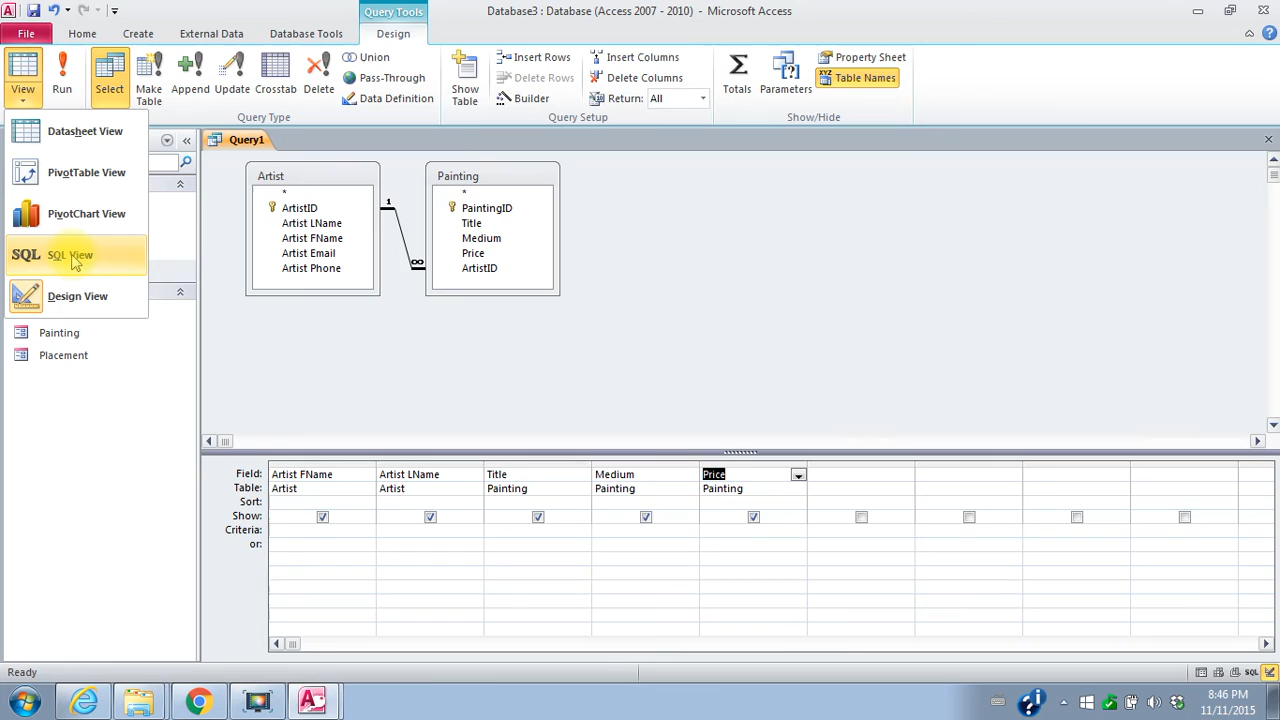 Query Tools
Database3 : Database (Access 2007 - 2010) - Microsoft Access
File
Home
Create
External Data
Database Tools
Design
View
Run
Select
Make Table
Append
Update
Crosstab
Delete
Union
Pass-Through
Data Definition
Show Table
Insert Rows
Delete Rows
Builder
Insert Columns
Delete Columns
Return:
All
Totals
Parameters
Property Sheet
XYZ
Table Names
Query Type
Query Setup
Show/Hide
Datasheet View
PivotTable View
PivotChart View
SQL
SQL View
Design View
Painting
Placement
Query1
Artist
*
ArtistID
Artist LName
Artist FName
Artist Email
Artist Phone
1
∞
Painting
*
PaintingID
Title
Medium
Price
ArtistID
Field:
Artist FName
Artist LName
Title
Medium
Price
Table:
Artist
Artist
Painting
Painting
Painting
Sort:
Show:
Criteria:
or:
Ready
SQL
8:46 PM
11/11/2015